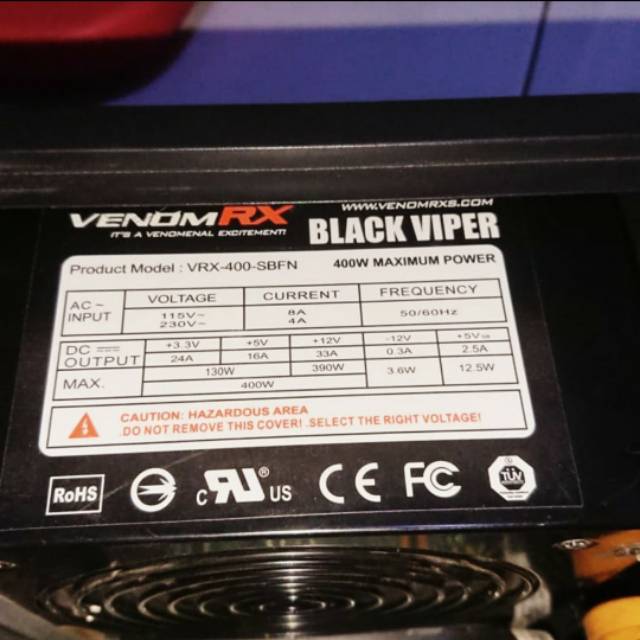 VENOMRX
IT'S A VENOMENAL EXCITEMENT!
WWW.VENOMRXS.COM
BLACK VIPER
Product Model : VRX-400-SBFN
400W MAXIMUM POWER
AC ~ INPUT
VOLTAGE CURRENT FREQUENCY
115V~ 8A 50/60Hz
230V~ 4A
DC OUTPUT
+3.3V +5V +12V -12V +5VSB
24A 16A 33A 0.3A 2.5A
MAX.
130W 390W 3.6W 12.5W
400W
CAUTION: HAZARDOUS AREA
.DO NOT REMOVE THIS COVER! .SELECT THE RIGHT VOLTAGE!
RoHS
c RU ® US
CE
FC
TÜV